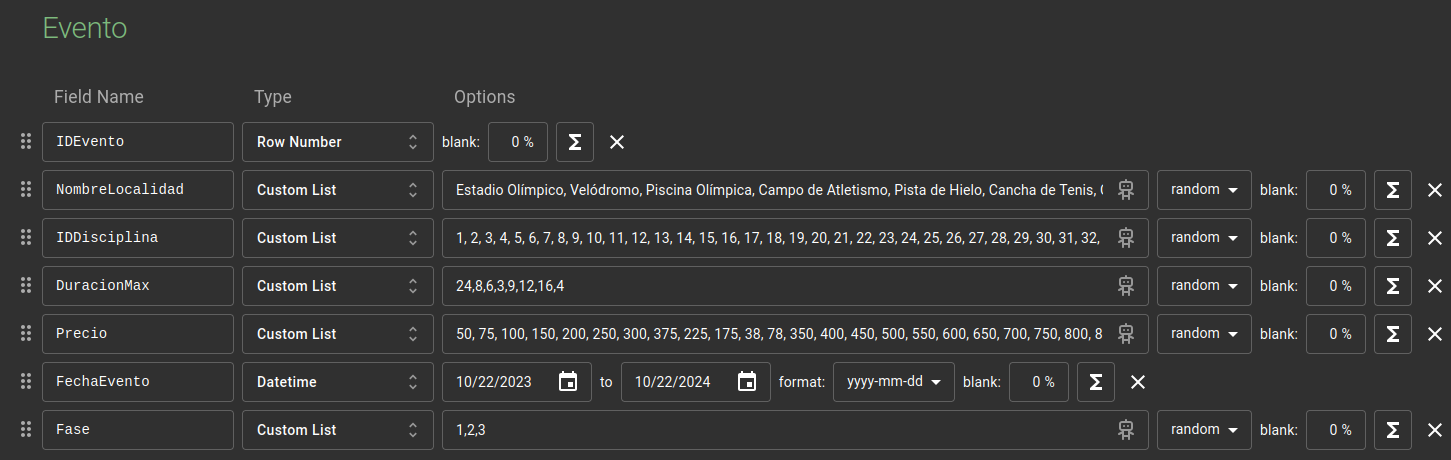 Evento
Field Name Type Options
IDEvento Row Number blank: 0 % Σ
NombreLocalidad Custom List Estadio Olímpico, Velódromo, Piscina Olímpica, Campo de Atletismo, Pista de Hielo, Cancha de Tenis, random blank: 0 % Σ
IDDisciplina Custom List 1, 2, 3, 4, 5, 6, 7, 8, 9, 10, 11, 12, 13, 14, 15, 16, 17, 18, 19, 20, 21, 22, 23, 24, 25, 26, 27, 28, 29, 30, 31, 32, random blank: 0 % Σ
DuracionMax Custom List 24,8,6,3,9,12,16,4 random blank: 0 % Σ
Precio Custom List 50, 75, 100, 150, 200, 250, 300, 375, 225, 175, 38, 78, 350, 400, 450, 500, 550, 600, 650, 700, 750, 800, 8 random blank: 0 % Σ
FechaEvento Datetime 10/22/2023 to 10/22/2024 format: yyyy-mm-dd blank: 0 % Σ
Fase Custom List 1,2,3 random blank: 0 % Σ